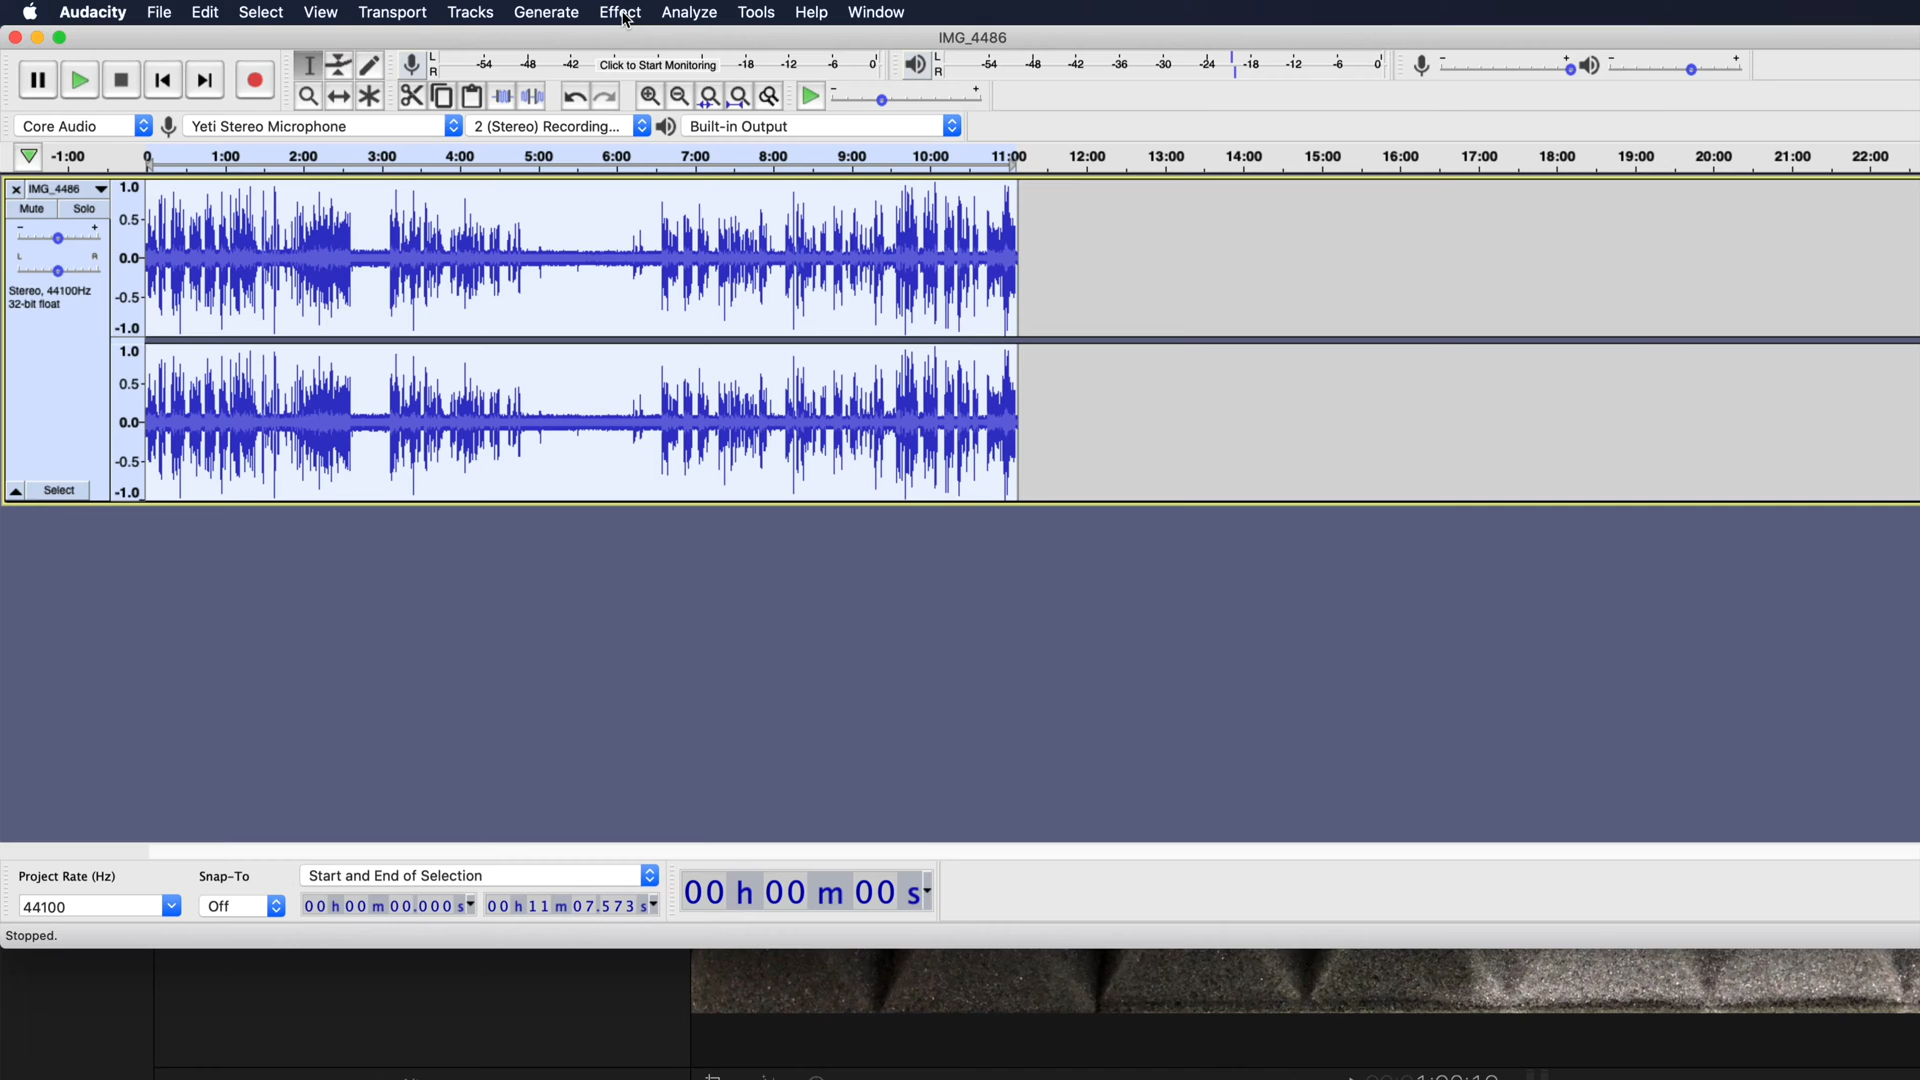 Audacity File Edit Select View Transport Tracks Generate Effect Analyze Tools Help Window
IMG_4486
L R -54 -48 -42 Click to Start Monitoring -18 -12 -6 0 L R -54 -48 -42 -36 -30 -24 -18 -12 -6 0 - + - +
- +
Core Audio Yeti Stereo Microphone 2 (Stereo) Recording... Built-in Output
-1:00 0 1:00 2:00 3:00 4:00 5:00 6:00 7:00 8:00 9:00 10:00 11:00 12:00 13:00 14:00 15:00 16:00 17:00 18:00 19:00 20:00 21:00 22:00
IMG_4486 1.0
Mute Solo
0.5
- +
L R 0.0
Stereo, 44100Hz
32-bit float
-0.5
-1.0
1.0
0.5
0.0
-0.5
Select -1.0
Project Rate (Hz) Snap-To Start and End of Selection
44100 Off 00 h 00 m 00.000 s 00 h 11 m 07.573 s 00 h 00 m 00 s
Stopped.